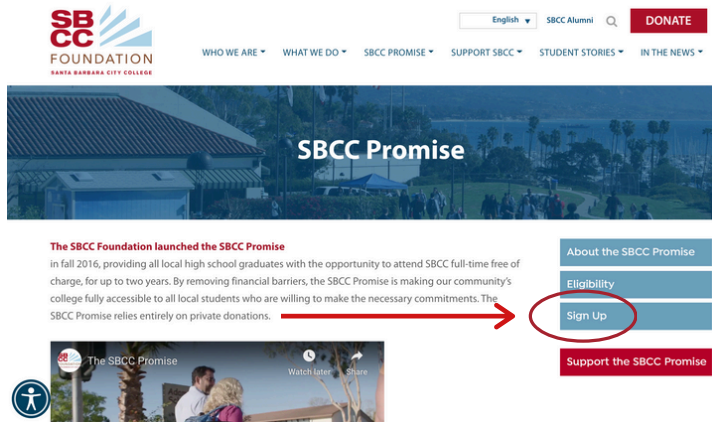 SB
CC
FOUNDATION
SANTA BARBARA CITY COLLEGE
English
SBCC Alumni
DONATE
WHO WE ARE
WHAT WE DO
SBCC PROMISE
SUPPORT SBCC
STUDENT STORIES
IN THE NEWS
SBCC Promise
The SBCC Foundation launched the SBCC Promise
in fall 2016, providing all local high school graduates with the opportunity to attend SBCC full-time free of
charge, for up to two years. By removing financial barriers, the SBCC Promise is making our community's
college fully accessible to all local students who are willing to make the necessary commitments. The
SBCC Promise relies entirely on private donations.
About the SBCC Promise
Eligibility
Sign Up
Support the SBCC Promise
The SBCC Promise
Watch later
Share